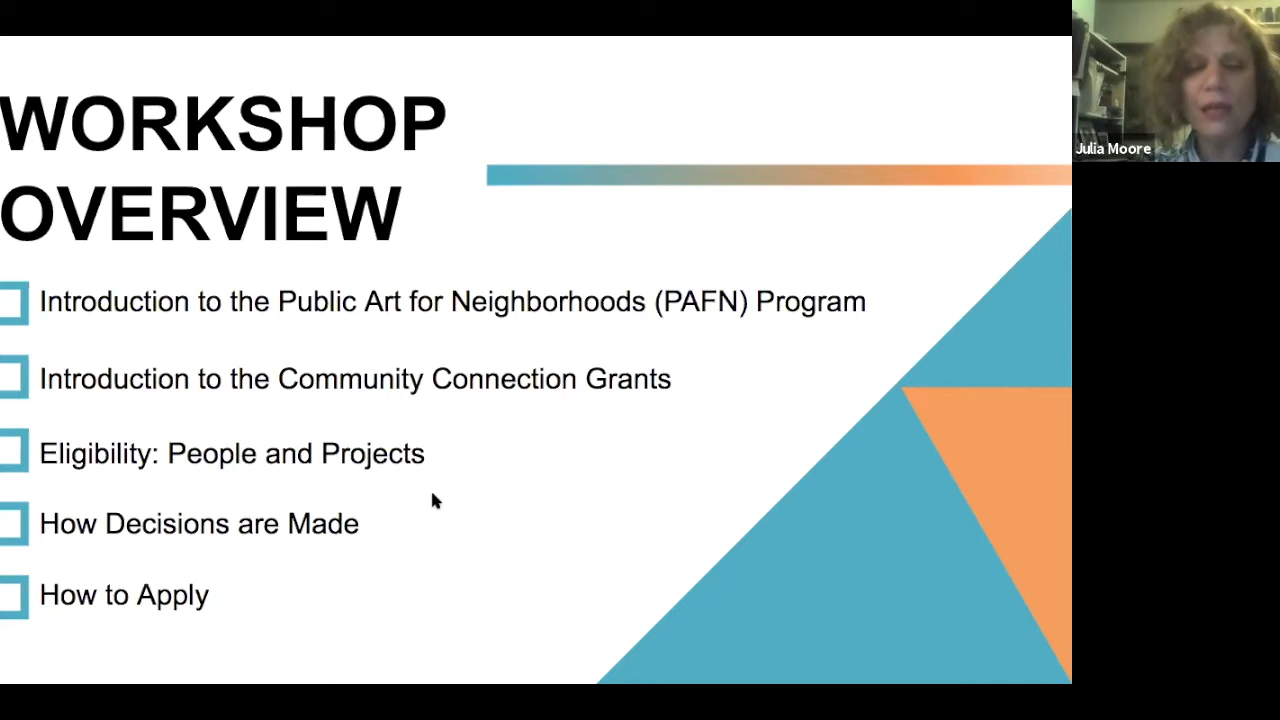 WORKSHOP
OVERVIEW
Introduction to the Public Art for Neighborhoods (PAFN) Program
Introduction to the Community Connection Grants
Eligibility: People and Projects
How Decisions are Made
How to Apply
Julia Moore